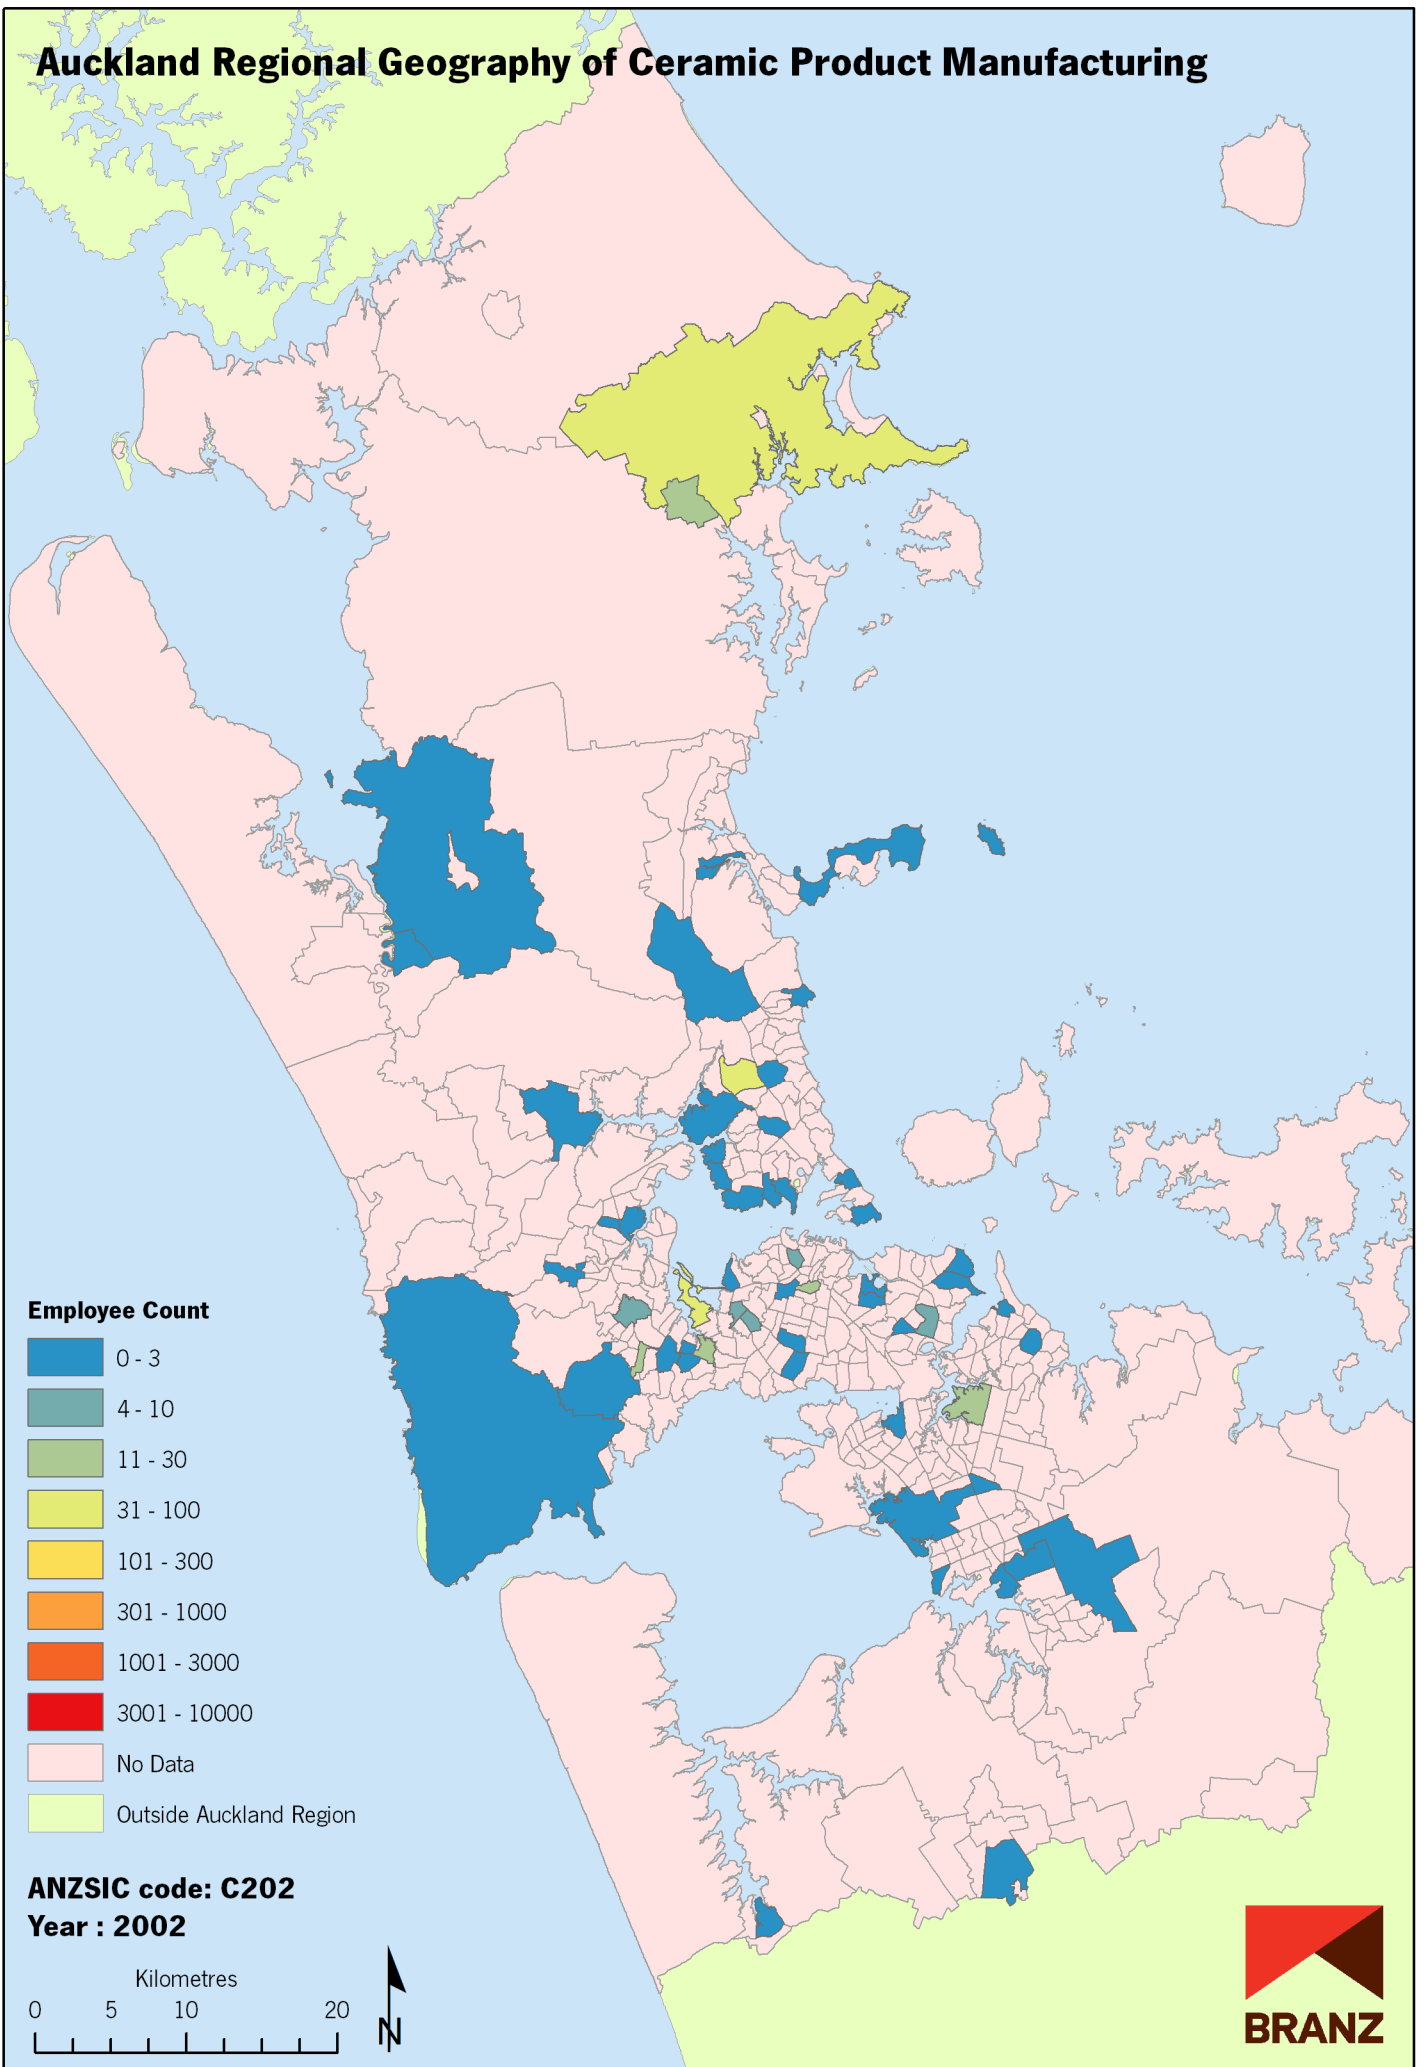 Auckland Regional Geography of Ceramic Product Manufacturing
Employee Count
0 - 3
4 - 10
11 - 30
31 - 100
101 - 300
301 - 1000
1001 - 3000
3001 - 10000
No Data
Outside Auckland Region
ANZSIC code: C202
Year : 2002
Kilometres
0 5 10 20
N
BRANZ